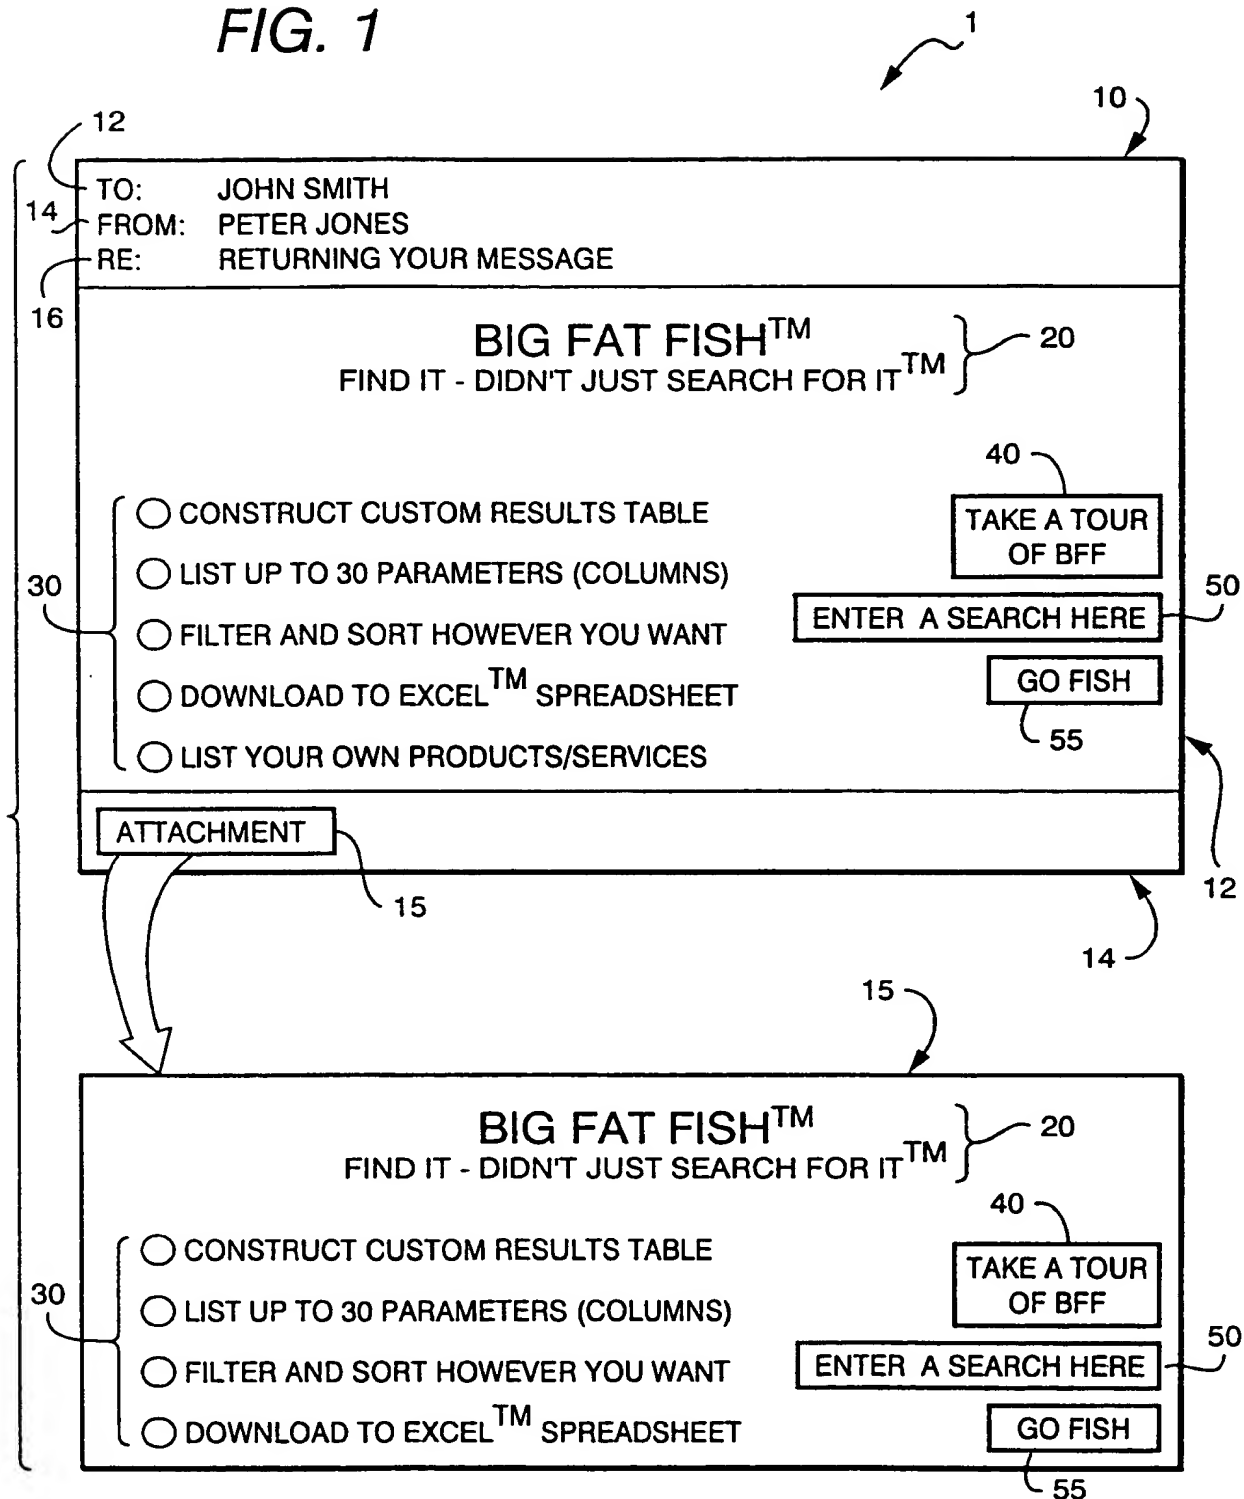 FIG. 1
1
10
12
TO: JOHN SMITH
14
FROM: PETER JONES
RE: RETURNING YOUR MESSAGE
16
BIG FAT FISH™
20
FIND IT - DIDN'T JUST SEARCH FOR IT™
40
CONSTRUCT CUSTOM RESULTS TABLE
TAKE A TOUR
OF BFF
LIST UP TO 30 PARAMETERS (COLUMNS)
30
50
ENTER A SEARCH HERE
FILTER AND SORT HOWEVER YOU WANT
GO FISH
DOWNLOAD TO EXCEL™ SPREADSHEET
55
LIST YOUR OWN PRODUCTS/SERVICES
ATTACHMENT
12
15
14
15
BIG FAT FISH™
20
FIND IT - DIDN'T JUST SEARCH FOR IT™
40
CONSTRUCT CUSTOM RESULTS TABLE
TAKE A TOUR
OF BFF
30
LIST UP TO 30 PARAMETERS (COLUMNS)
50
ENTER A SEARCH HERE
FILTER AND SORT HOWEVER YOU WANT
GO FISH
DOWNLOAD TO EXCEL™ SPREADSHEET
55